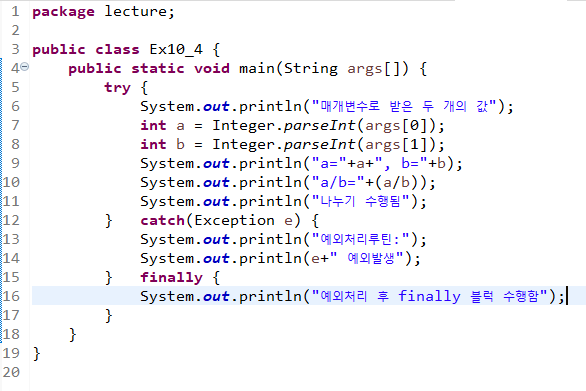 1 package lecture;
2
3 public class Ex10_4 {
4 public static void main(String args[]) {
5 try {
6 System.out.println("매개변수로 받은 두 개의 값");
7 int a = Integer.parseInt(args[0]);
8 int b = Integer.parseInt(args[1]);
9 System.out.println("a="+a+", b="+b);
10 System.out.println("a/b="+(a/b));
11 System.out.println("나누기 수행됨");
12 } catch(Exception e) {
13 System.out.println("예외처리루틴:");
14 System.out.println(e+" 예외발생");
15 } finally {
16 System.out.println("예외처리 후 finally 블럭 수행함");
17 }
18 }
19 }
20